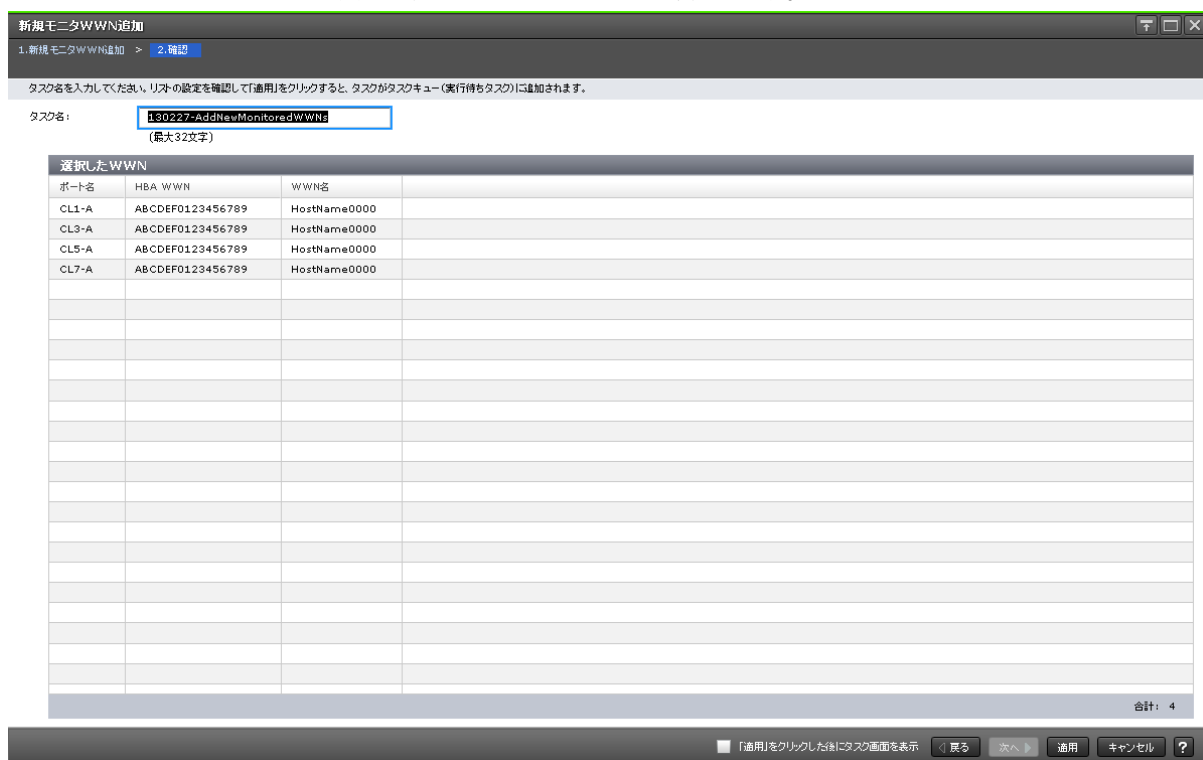 新規モニタWWN追加
1.新規モニタWWN追加 > 2.確認
タスク名を入力してください。リストの設定を確認して「適用」をクリックすると、タスクがタスクキュー(実行待ちタスク)に追加されます。
タスク名: 130227-AddNewMonitoredWWNs
(最大32文字)
選択したWWN
ポート名 HBA WWN WWN名
CL1-A ABCDEF0123456789 HostName0000
CL3-A ABCDEF0123456789 HostName0000
CL5-A ABCDEF0123456789 HostName0000
CL7-A ABCDEF0123456789 HostName0000
合計: 4
「適用」をクリックした後にタスク画面を表示 戻る 次へ 適用 キャンセル ?